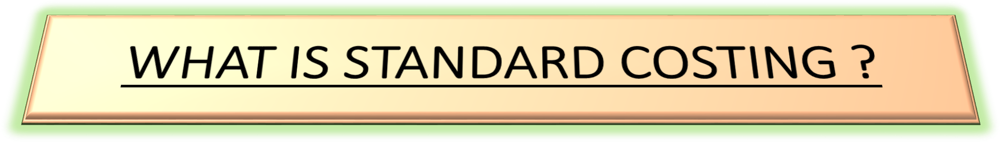 WHAT IS STANDARD COSTING ?